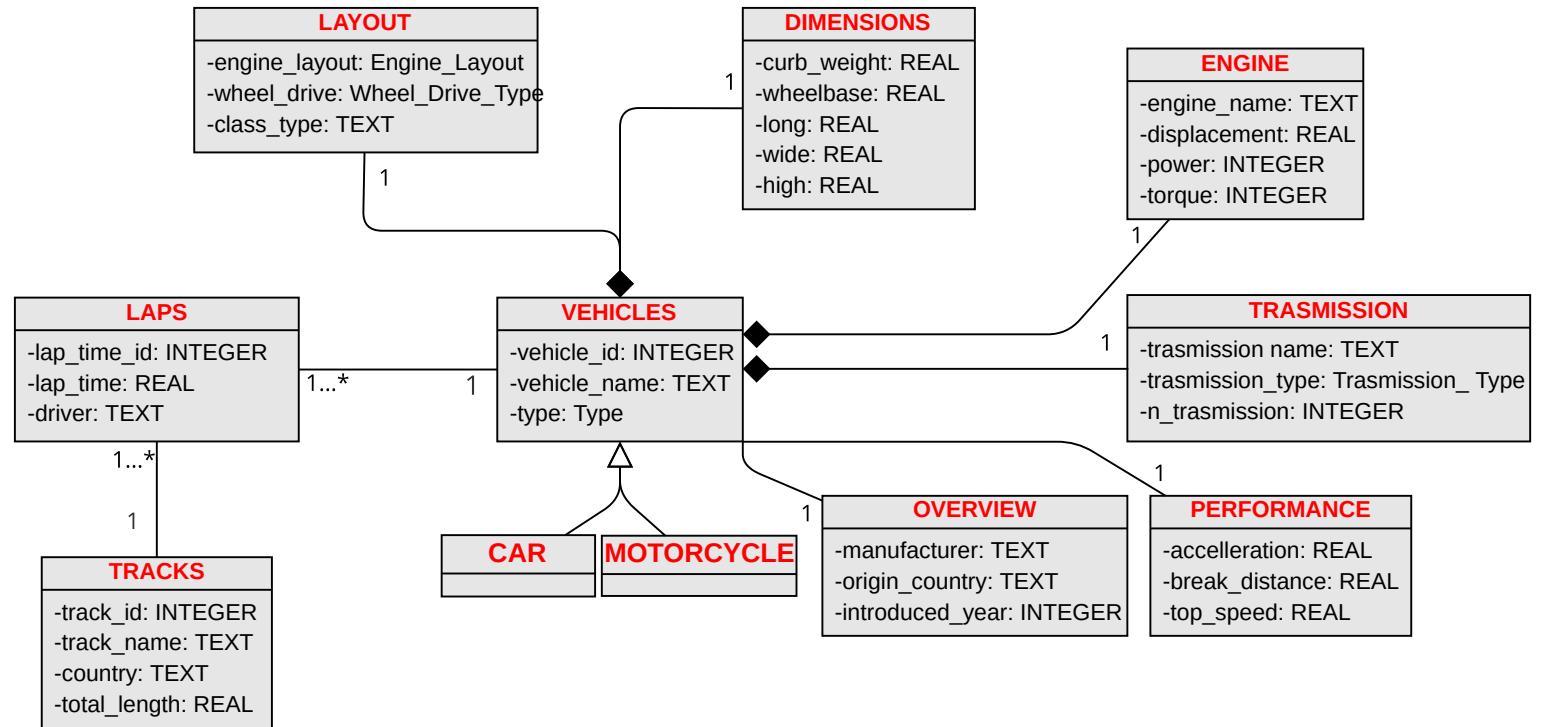 LAYOUT
-engine_layout: Engine_Layout
-wheel_drive: Wheel_Drive_Type
-class_type: TEXT
1
DIMENSIONS
-curb_weight: REAL
-wheelbase: REAL
-long: REAL
-wide: REAL
-high: REAL
1
ENGINE
-engine_name: TEXT
-displacement: REAL
-power: INTEGER
-torque: INTEGER
1
LAPS
-lap_time_id: INTEGER
-lap_time: REAL
-driver: TEXT
1...*
1
VEHICLES
-vehicle_id: INTEGER
-vehicle_name: TEXT
-type: Type
1
TRASMISSION
-trasmission name: TEXT
-trasmission_type: Trasmission_ Type
-n_trasmission: INTEGER
1...*
1
TRACKS
-track_id: INTEGER
-track_name: TEXT
-country: TEXT
-total_length: REAL
CAR
MOTORCYCLE
1
OVERVIEW
-manufacturer: TEXT
-origin_country: TEXT
-introduced_year: INTEGER
1
PERFORMANCE
-accelleration: REAL
-break_distance: REAL
-top_speed: REAL